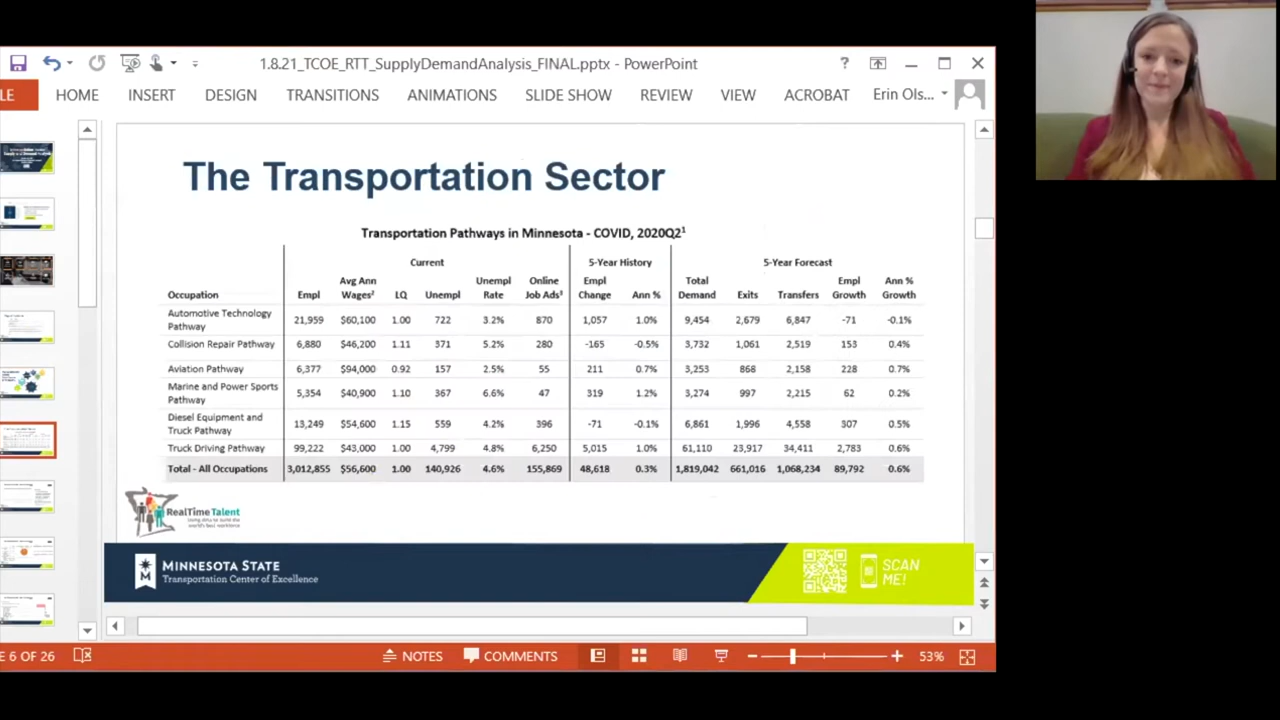 1.8.21_TCOE_RTT_SupplyDemandAnalysis_FINAL.pptx - PowerPoint ?
LE HOME INSERT DESIGN TRANSITIONS ANIMATIONS SLIDE SHOW REVIEW VIEW ACROBAT Erin Ols...
The Transportation Sector
Transportation Pathways in Minnesota - COVID, 2020Q2¹
Current 5-Year History 5-Year Forecast
Avg Ann Unempl Online Empl Total Empl Ann %
Occupation Empl Wages² LQ Unempl Rate Job Ads³ Change Ann % Demand Exits Transfers Growth Growth
Automotive Technology
Pathway 21,959 $60,100 1.00 722 3.2% 870 1,057 1.0% 9,454 2,679 6,847 -71 -0.1%
Collision Repair Pathway 6,880 $46,200 1.11 371 5.2% 280 -165 -0.5% 3,732 1,061 2,519 153 0.4%
Aviation Pathway 6,377 $94,000 0.92 157 2.5% 55 211 0.7% 3,253 868 2,158 228 0.7%
Marine and Power Sports
Pathway 5,354 $40,900 1.10 367 6.6% 47 319 1.2% 3,274 997 2,215 62 0.2%
Diesel Equipment and
Truck Pathway 13,249 $54,600 1.15 559 4.2% 396 -71 -0.1% 6,861 1,996 4,558 307 0.5%
Truck Driving Pathway 99,222 $43,000 1.00 4,799 4.8% 6,250 5,015 1.0% 61,110 23,917 34,411 2,783 0.6%
Total - All Occupations 3,012,855 $56,600 1.00 140,926 4.6% 155,869 48,618 0.3% 1,819,042 661,016 1,068,234 89,792 0.6%
RealTime Talent
Using data to build the
world's best workforce
M
MINNESOTA STATE
Transportation Center of Excellence
SCAN
ME!
E 6 OF 26 NOTES COMMENTS 53%